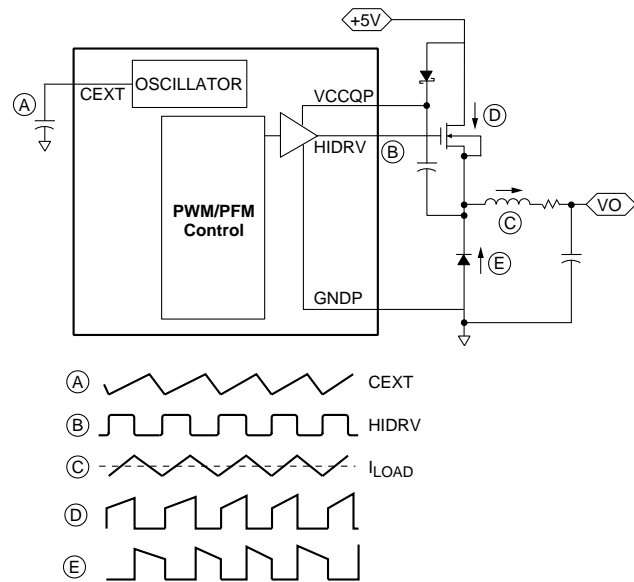 +5V
OSCILLATOR
A
CEXT
VCCQP
D
HIDRV
B
PWM/PFM
Control
VO
C
E
GNDP
A CEXT
B HIDRV
C ILOAD
D
E